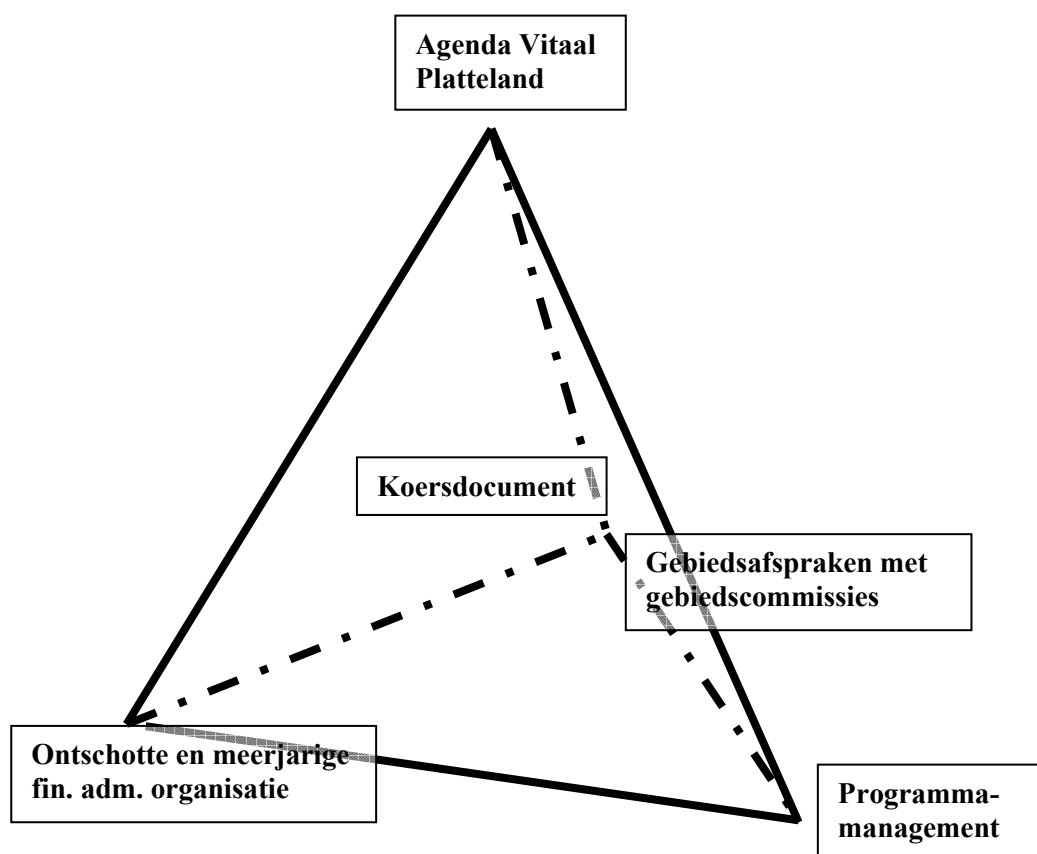 Agenda Vitaal
Platteland
Koersdocument
Gebiedsafspraken met
gebiedscommissies
Ontschotte en meerjarige
fin. adm. organisatie
Programma-
management